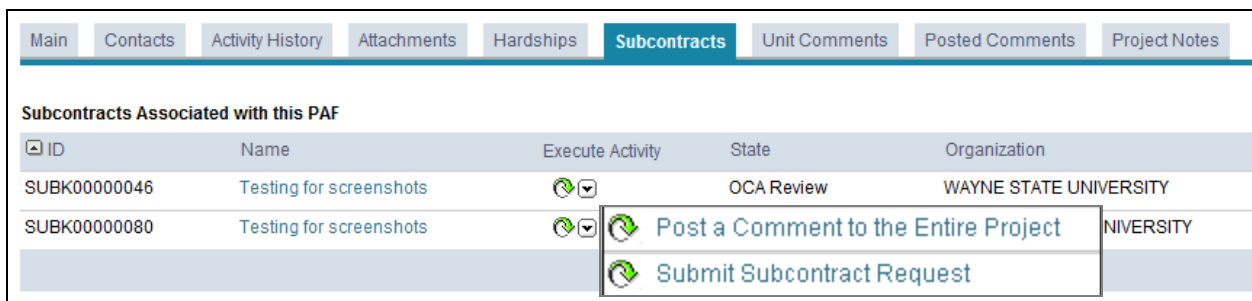 Main Contacts Activity History Attachments Hardships Subcontracts Unit Comments Posted Comments Project Notes
Subcontracts Associated with this PAF
ID Name Execute Activity State Organization
SUBK00000046 Testing for screenshots OCA Review WAYNE STATE UNIVERSITY
SUBK00000080 Testing for screenshots NIVERSITY
Post a Comment to the Entire Project
Submit Subcontract Request